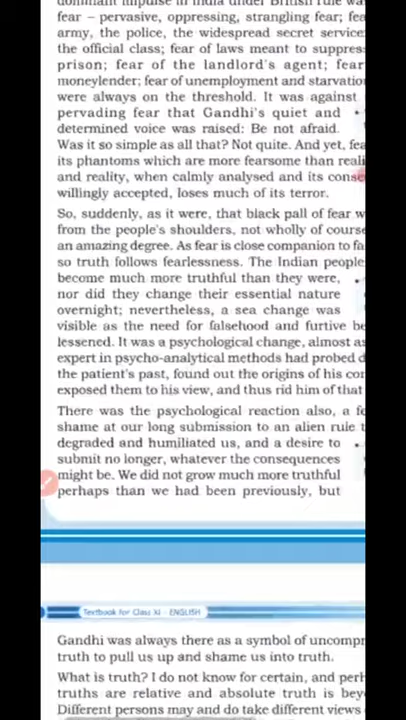 dominant impulse in India under British rule was
fear – pervasive, oppressing, strangling fear; fea
army, the police, the widespread secret service
the official class; fear of laws meant to suppres
prison; fear of the landlord's agent; fear
moneylender; fear of unemployment and starvatio
were always on the threshold. It was against
pervading fear that Gandhi's quiet and
determined voice was raised: Be not afraid.
Was it so simple as all that? Not quite. And yet, fea
its phantoms which are more fearsome than reali
and reality, when calmly analysed and its conse
willingly accepted, loses much of its terror.
So, suddenly, as it were, that black pall of fear w
from the people's shoulders, not wholly of course
an amazing degree. As fear is close companion to fa
so truth follows fearlessness. The Indian people
become much more truthful than they were,
nor did they change their essential nature
overnight; nevertheless, a sea change was
visible as the need for falsehood and furtive be
lessened. It was a psychological change, almost as
expert in psycho-analytical methods had probed d
the patient's past, found out the origins of his cor
exposed them to his view, and thus rid him of that
There was the psychological reaction also, a fe
shame at our long submission to an alien rule t
degraded and humiliated us, and a desire to
submit no longer, whatever the consequences
might be. We did not grow much more truthful
perhaps than we had been previously, but
Textbook for Class XI – ENGLISH
Gandhi was always there as a symbol of uncompr
truth to pull us up and shame us into truth.
What is truth? I do not know for certain, and perh
truths are relative and absolute truth is bey
Different persons may and do take different views